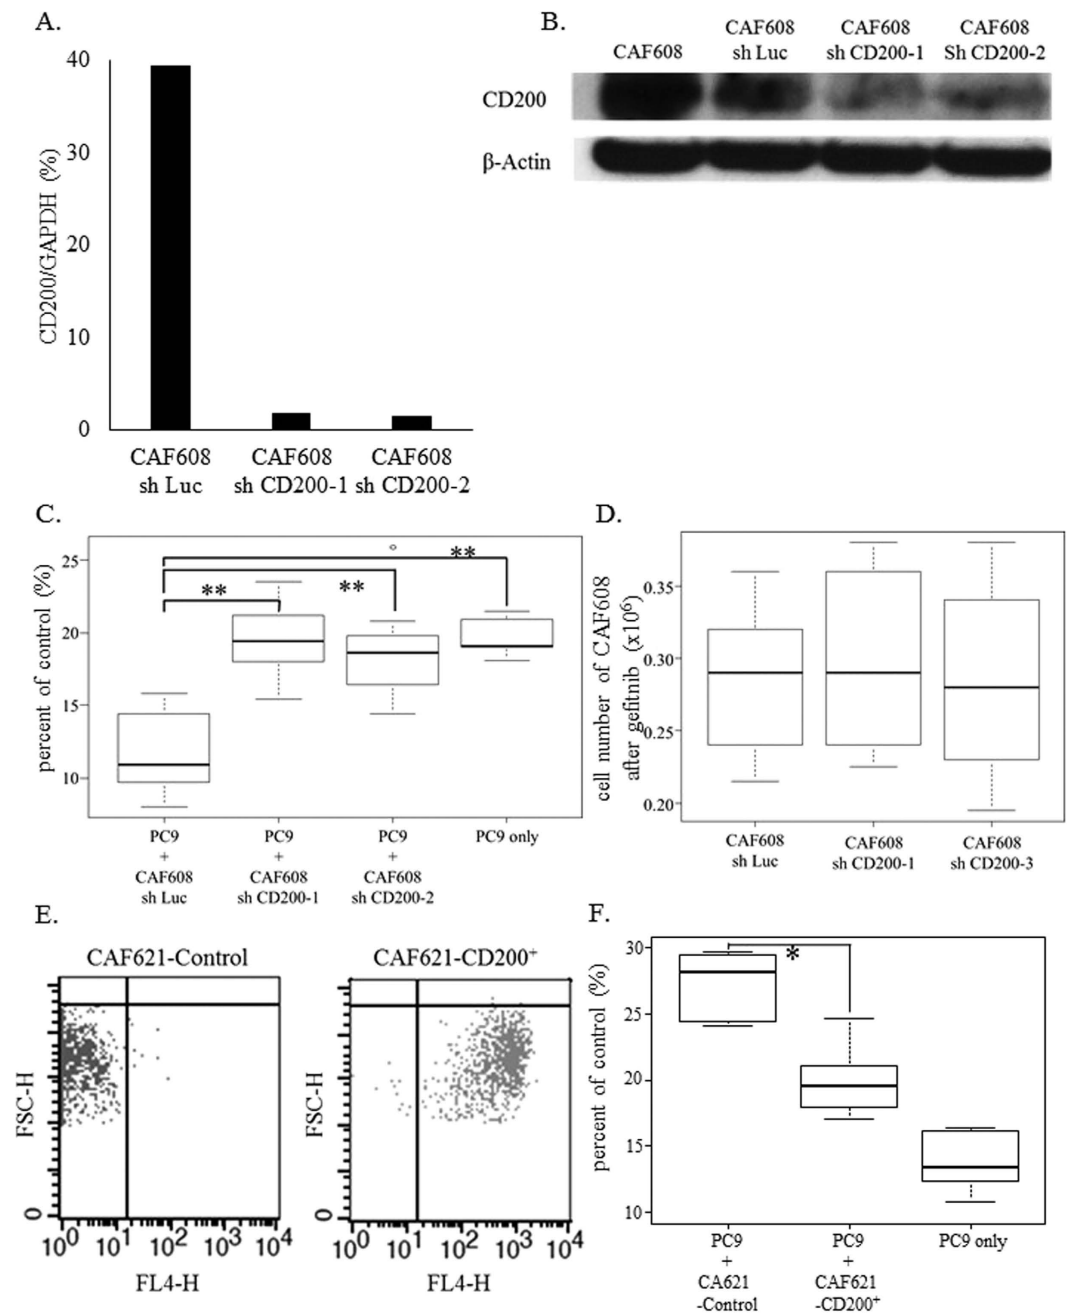 A.
40
30
20
10
0
CD200/GAPDH (%)
CAF608
sh Luc
CAF608
sh CD200-1
CAF608
sh CD200-2
B.
CAF608
CAF608
sh Luc
CAF608
sh CD200-1
CAF608
Sh CD200-2
CD200
β-Actin
C.
percent of control (%)
25
20
15
10
**
**
**
PC9
+
CAF608
sh Luc
PC9
+
CAF608
sh CD200-1
PC9
+
CAF608
sh CD200-2
PC9 only
D.
cell number of CAF608
after gefitnib (x10⁶)
0.35
0.30
0.25
0.20
CAF608
sh Luc
CAF608
sh CD200-1
CAF608
sh CD200-3
E.
CAF621-Control
FSC-H
0
10⁰ 10¹ 10² 10³ 10⁴
FL4-H
CAF621-CD200⁺
FSC-H
0
10⁰ 10¹ 10² 10³ 10⁴
FL4-H
F.
percent of control (%)
30
25
20
15
10
*
PC9
+
CA621
-Control
PC9
+
CAF621
-CD200⁺
PC9 only